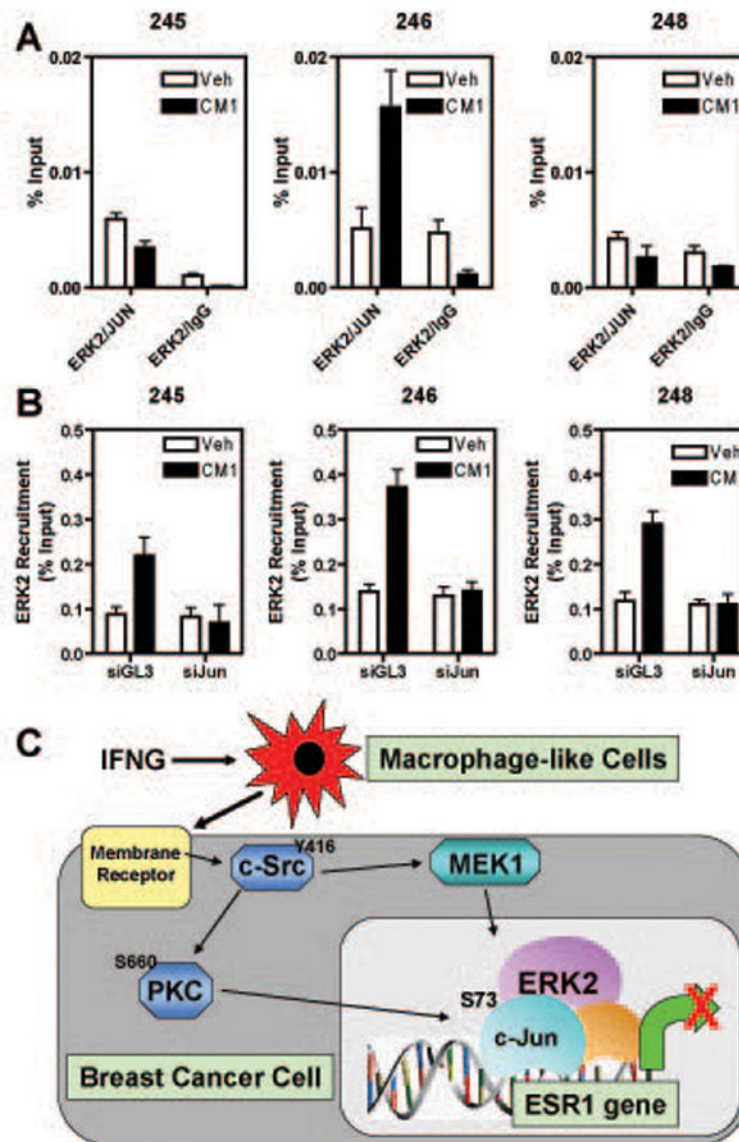 A
245
246
248
0.02
0.01
0.00
% Input
Veh
CM1
ERK2/JUN
ERK2/IgG
0.02
0.01
0.00
% Input
Veh
CM1
ERK2/JUN
ERK2/IgG
0.02
0.01
0.00
% Input
Veh
CM1
ERK2/JUN
ERK2/IgG
B
245
246
248
0.5
0.4
0.3
0.2
0.1
0.0
ERK2 Recruitment
(% Input)
Veh
CM1
siGL3
siJun
0.5
0.4
0.3
0.2
0.1
0.0
ERK2 Recruitment
(% Input)
Veh
CM1
siGL3
siJun
0.5
0.4
0.3
0.2
0.1
0.0
ERK2 Recruitment
(% Input)
Veh
CM1
siGL3
siJun
C
IFNG
Macrophage-like Cells
Membrane
Receptor
Y416
c-Src
MEK1
S660
PKC
ERK2
S73
c-Jun
Breast Cancer Cell
ESR1 gene